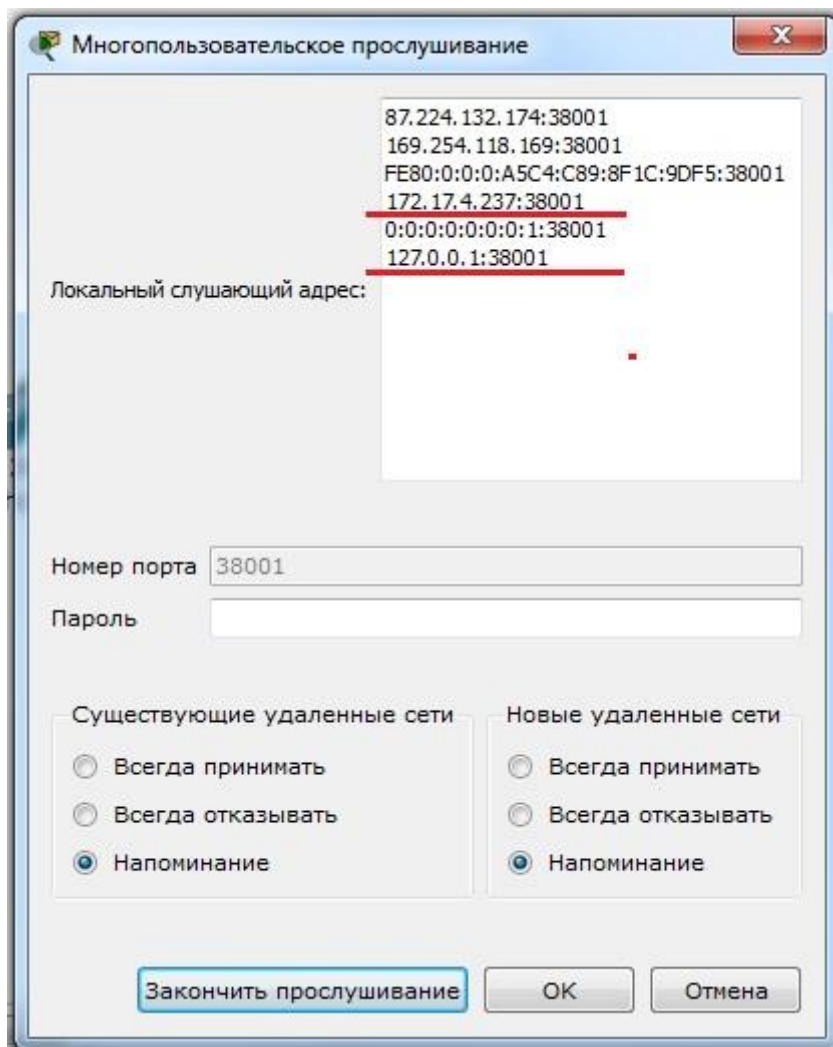 Многопользовательское прослушивание
87.224.132.174:38001
169.254.118.169:38001
FE80:0:0:0:A5C4:C89:8F1C:9DF5:38001
172.17.4.237:38001
0:0:0:0:0:0:0:1:38001
127.0.0.1:38001
Локальный слушающий адрес:
Номер порта 38001
Пароль
Существующие удаленные сети
Всегда принимать
Всегда отказывать
Напоминание
Новые удаленные сети
Всегда принимать
Всегда отказывать
Напоминание
Закончить прослушивание
OK
Отмена